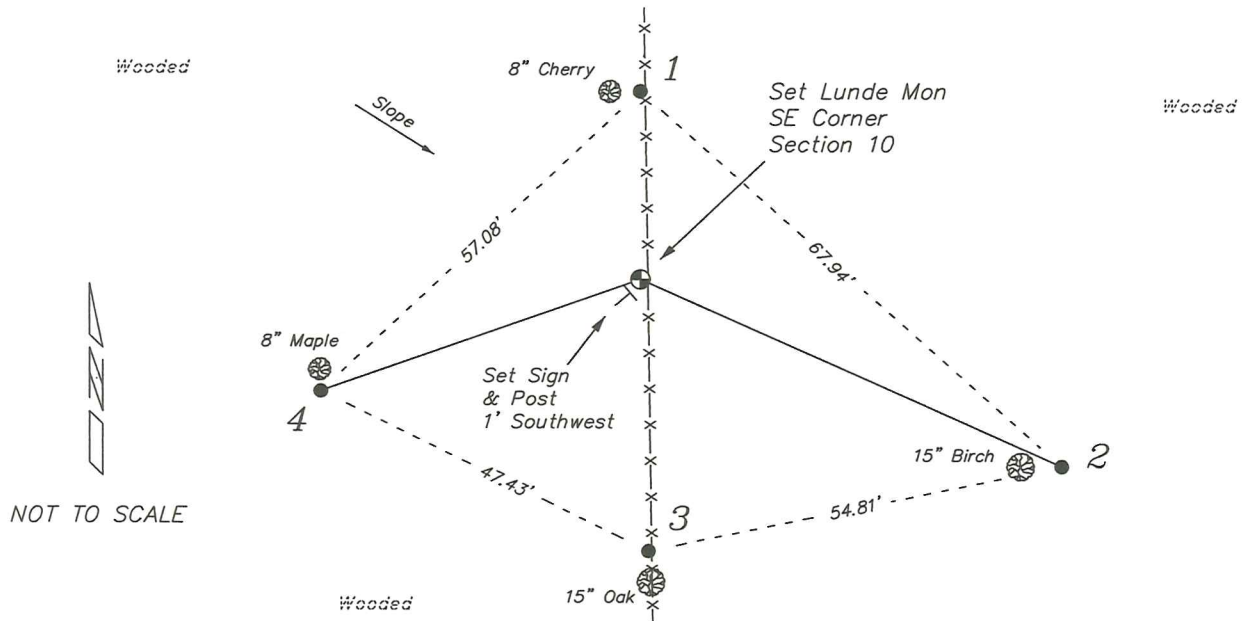 Wooded
8" Cherry
1
Slope
Set Lunde Mon
SE Corner
Section 10
Wooded
57.08'
67.94'
8" Maple
4
Set Sign
& Post
1' Southwest
15" Birch
2
N
NOT TO SCALE
47.43'
3
54.81'
15" Oak
Wooded